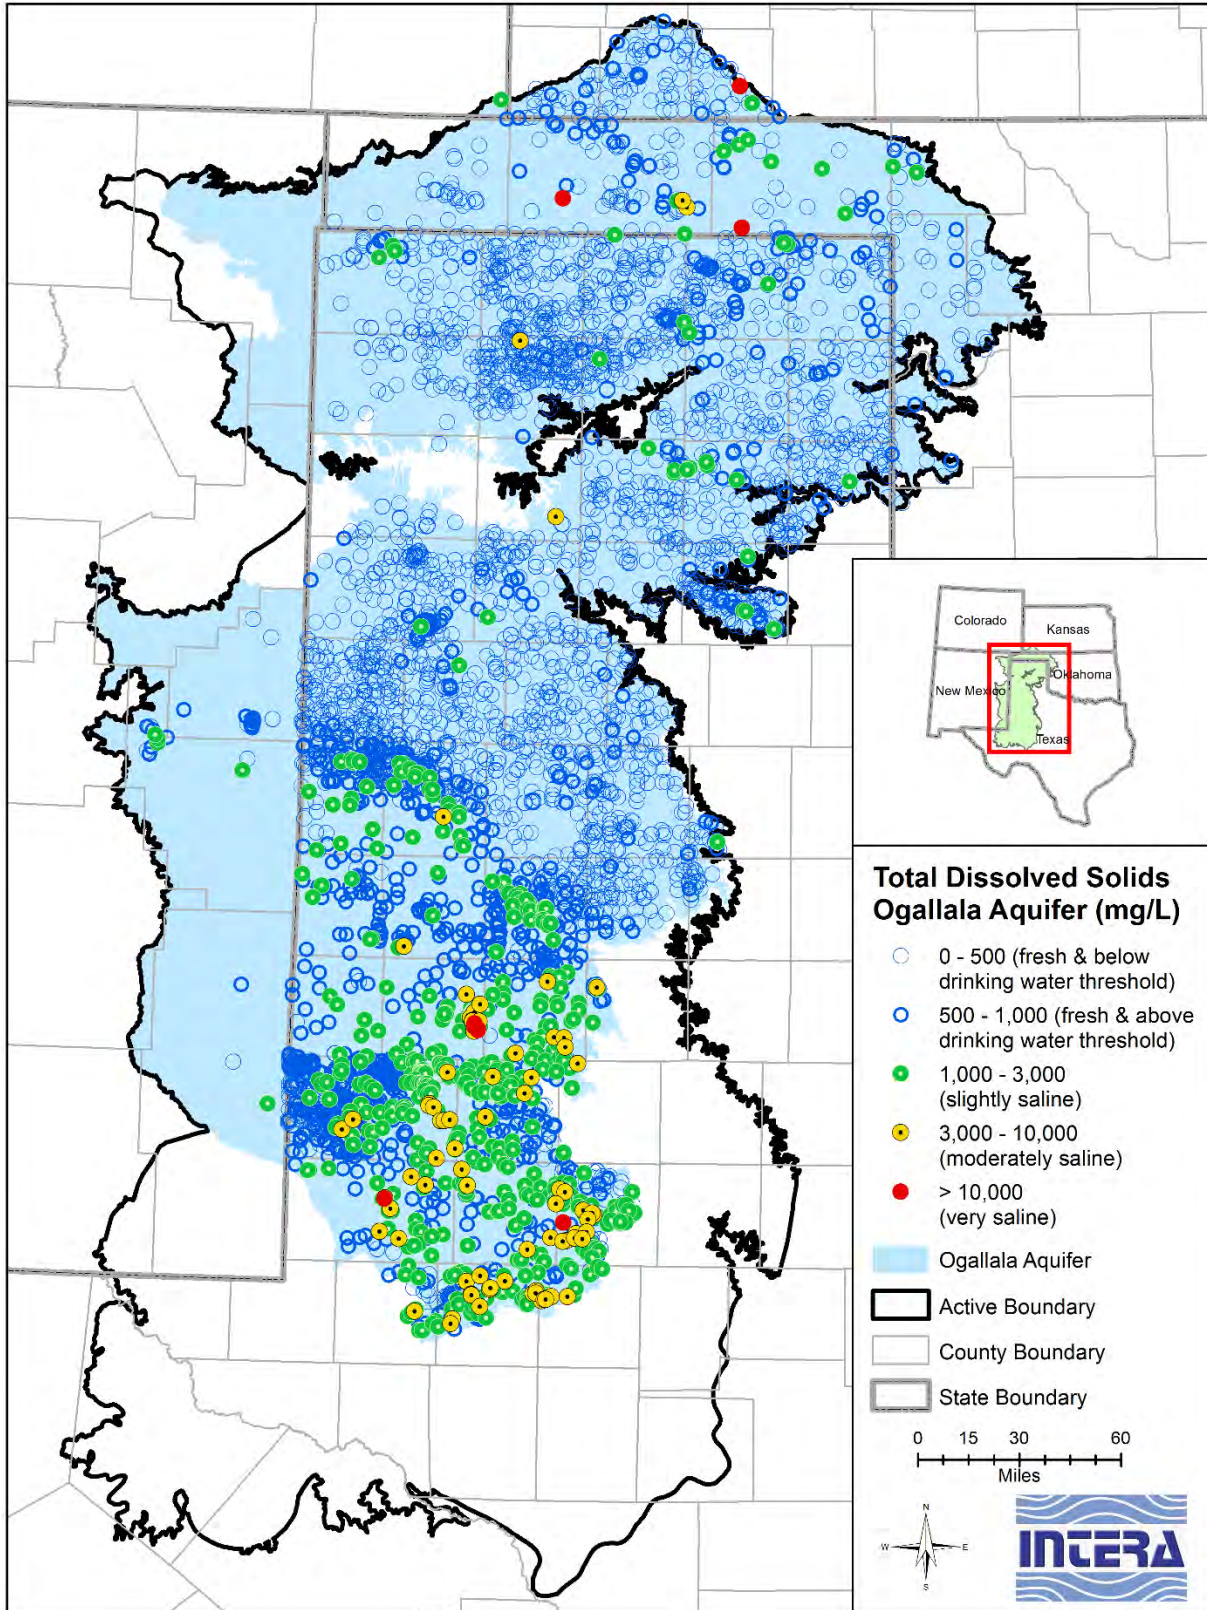 Colorado
Kansas
New Mexico
Oklahoma
Texas
Total Dissolved Solids
Ogallala Aquifer (mg/L)
0 - 500 (fresh & below
drinking water threshold)
500 - 1,000 (fresh & above
drinking water threshold)
1,000 - 3,000
(slightly saline)
3,000 - 10,000
(moderately saline)
> 10,000
(very saline)
Ogallala Aquifer
Active Boundary
County Boundary
State Boundary
0 15 30 60
Miles
N
W E
S
INTERA